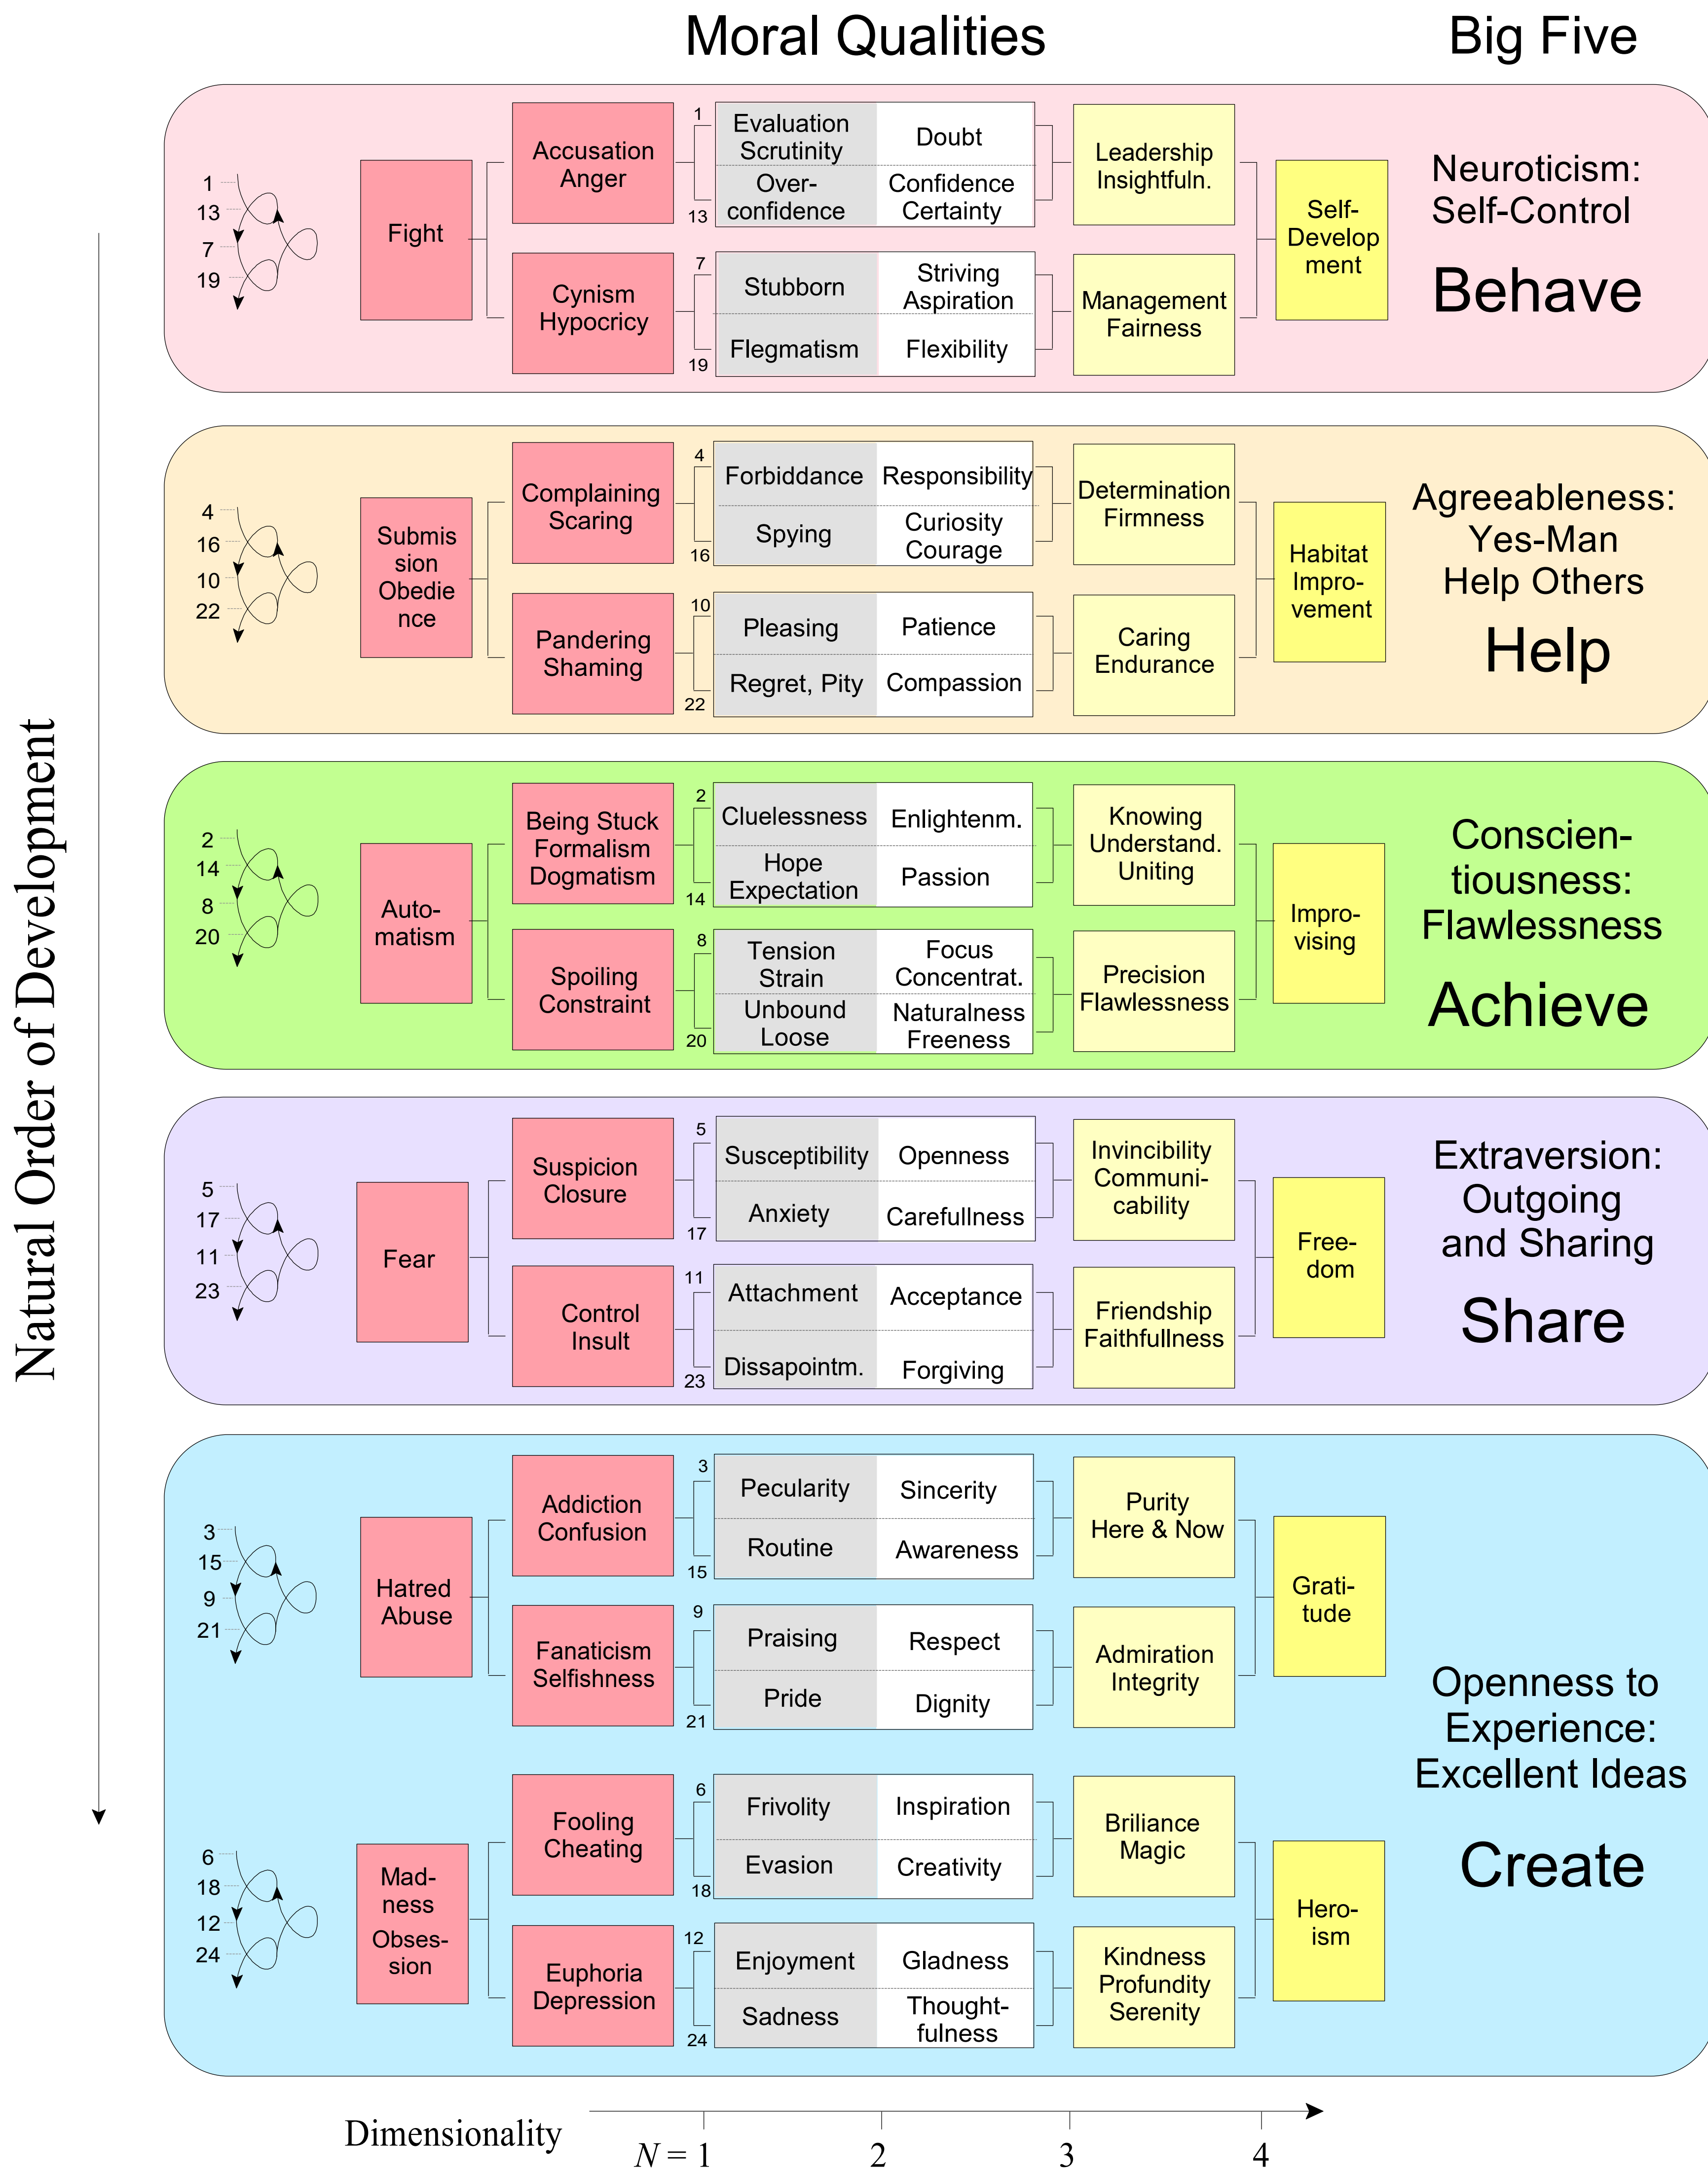 Moral Qualities
Big Five
Natural Order of Development
1
13
7
19
Fight
Accusation
Anger
Cynism
Hypocricy
1
13
Evaluation
Scrutinity
Doubt
Over-
confidence
Confidence
Certainty
7
19
Stubborn
Striving
Aspiration
Flegmatism
Flexibility
Leadership
Insightfuln.
Management
Fairness
Self-
Develop
ment
Neuroticism:
Self-Control
Behave
4
16
10
22
Submis
sion
Obedie
nce
Complaining
Scaring
Pandering
Shaming
4
16
Forbiddance
Responsibility
Spying
Curiosity
Courage
10
22
Pleasing
Patience
Regret, Pity
Compassion
Determination
Firmness
Caring
Endurance
Habitat
Impro-
vement
Agreeableness:
Yes-Man
Help Others
Help
2
14
8
20
Auto-
matism
Being Stuck
Formalism
Dogmatism
Spoiling
Constraint
2
14
Cluelessness
Enlightenm.
Hope
Expectation
Passion
8
20
Tension
Strain
Focus
Concentrat.
Unbound
Loose
Naturalness
Freeness
Knowing
Understand.
Uniting
Precision
Flawlessness
Impro-
vising
Conscien-
tiousness:
Flawlessness
Achieve
5
17
11
23
Fear
Suspicion
Closure
Control
Insult
5
17
Susceptibility
Openness
Anxiety
Carefullness
11
23
Attachment
Acceptance
Dissapointm.
Forgiving
Invincibility
Communi-
cability
Friendship
Faithfullness
Free-
dom
Extraversion:
Outgoing
and Sharing
Share
3
15
9
21
Hatred
Abuse
Addiction
Confusion
Fanaticism
Selfishness
3
15
Pecularity
Sincerity
Routine
Awareness
9
21
Praising
Respect
Pride
Dignity
Purity
Here & Now
Admiration
Integrity
Grati-
tude
6
18
12
24
Mad-
ness
Obses-
sion
Fooling
Cheating
Euphoria
Depression
6
18
Frivolity
Inspiration
Evasion
Creativity
12
24
Enjoyment
Gladness
Sadness
Thought-
fulness
Briliance
Magic
Kindness
Profundity
Serenity
Hero-
ism
Openness to
Experience:
Excellent Ideas
Create
Dimensionality
N = 1
2
3
4